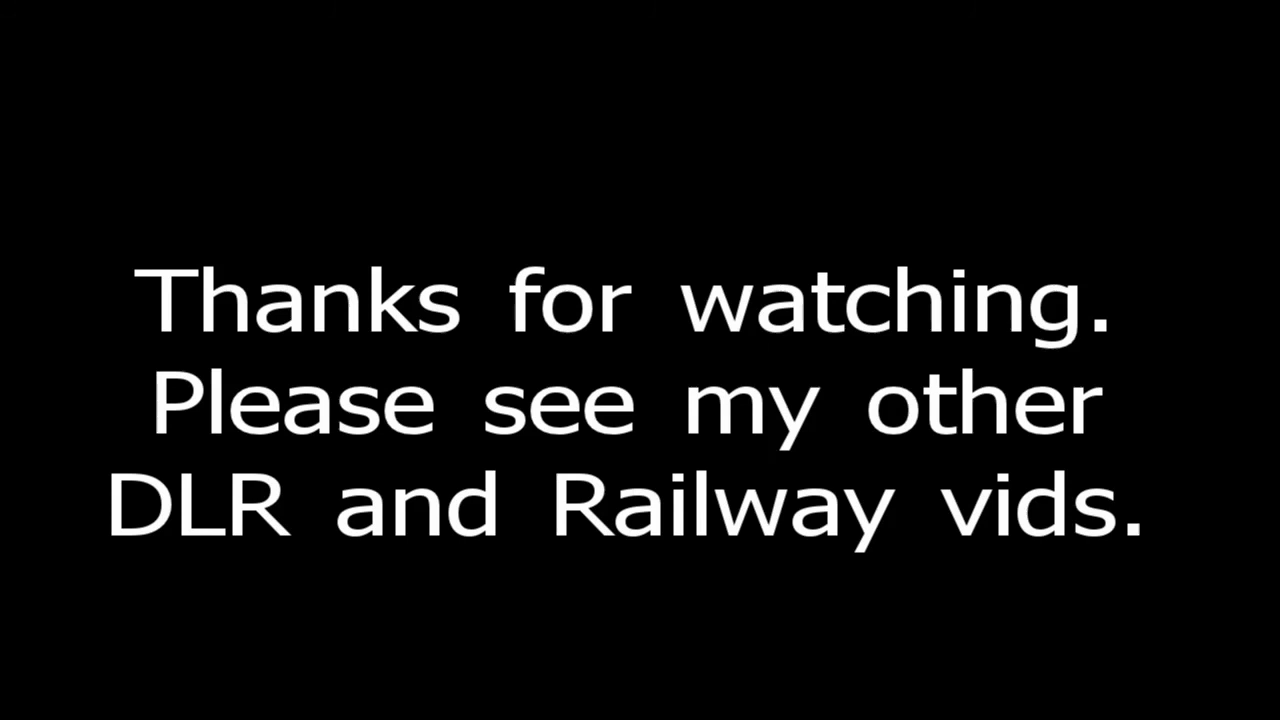 Thanks for watching.
Please see my other
DLR and Railway vids.